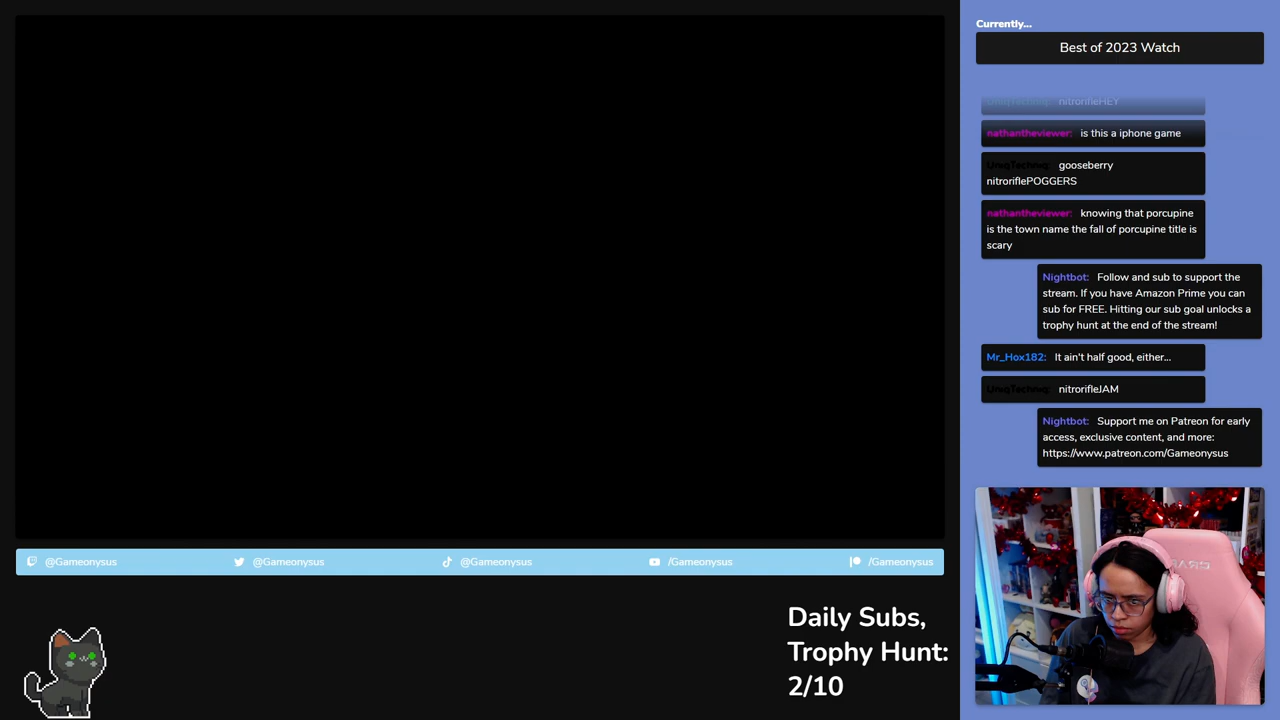 Currently...
Best of 2023 Watch
UniqTechniq: nitrorifleHEY
nathantheviewer: is this a iphone game
UniqTechniq: gooseberry
nitroriflePOGGERS
nathantheviewer: knowing that porcupine
is the town name the fall of porcupine title is
scary
Nightbot: Follow and sub to support the
stream. If you have Amazon Prime you can
sub for FREE. Hitting our sub goal unlocks a
trophy hunt at the end of the stream!
Mr_Hox182: It ain't half good, either...
UniqTechniq: nitrorifleJAM
Nightbot: Support me on Patreon for early
access, exclusive content, and more:
https://www.patreon.com/Gameonysus
@Gameonysus
@Gameonysus
@Gameonysus
/Gameonysus
/Gameonysus
Daily Subs,
Trophy Hunt:
2/10